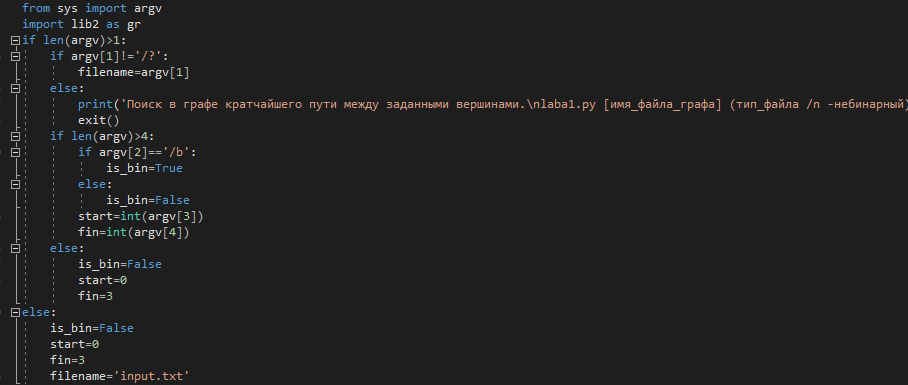 from sys import argv
import lib2 as gr
if len(argv)>1:
    if argv[1]!='/?':
        filename=argv[1]
    else:
        print('Поиск в графе кратчайшего пути между заданными вершинами.\nlaba1.py [имя_файла_графа] (тип_файла /n -небинарный)
        exit()
    if len(argv)>4:
        if argv[2]=='/b':
            is_bin=True
        else:
            is_bin=False
        start=int(argv[3])
        fin=int(argv[4])
    else:
        is_bin=False
        start=0
        fin=3
else:
    is_bin=False
    start=0
    fin=3
    filename='input.txt'